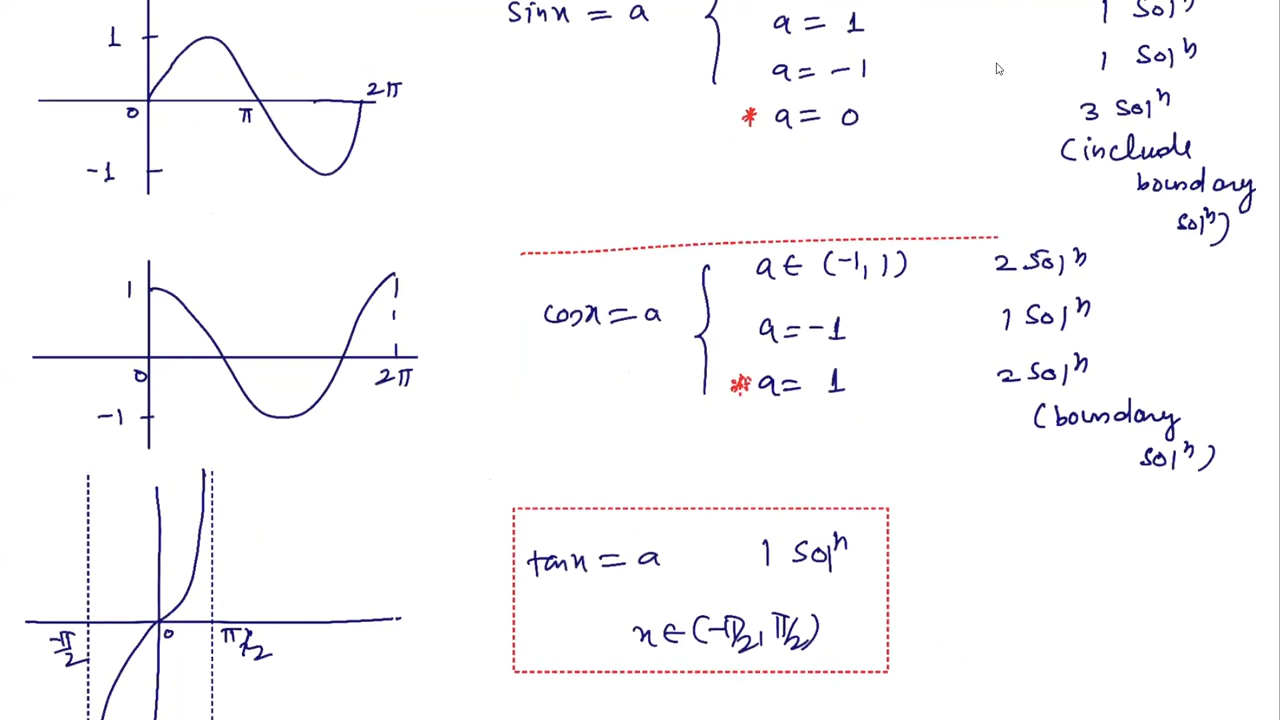 sinx = a
a = 1 1 Solⁿ
a = -1 1 Solⁿ
* a = 0 3 Solⁿ
(include
boundary
solⁿ)
1
0 π 2π
-1
cosx = a
a ∈ (-1, 1) 2 Solⁿ
a = -1 1 Solⁿ
* a = 1 2 Solⁿ
(boundary
solⁿ)
1
0 2π
-1
tanx = a 1 Solⁿ
x ∈ (-π/2, π/2)
-π/2 0 π/2